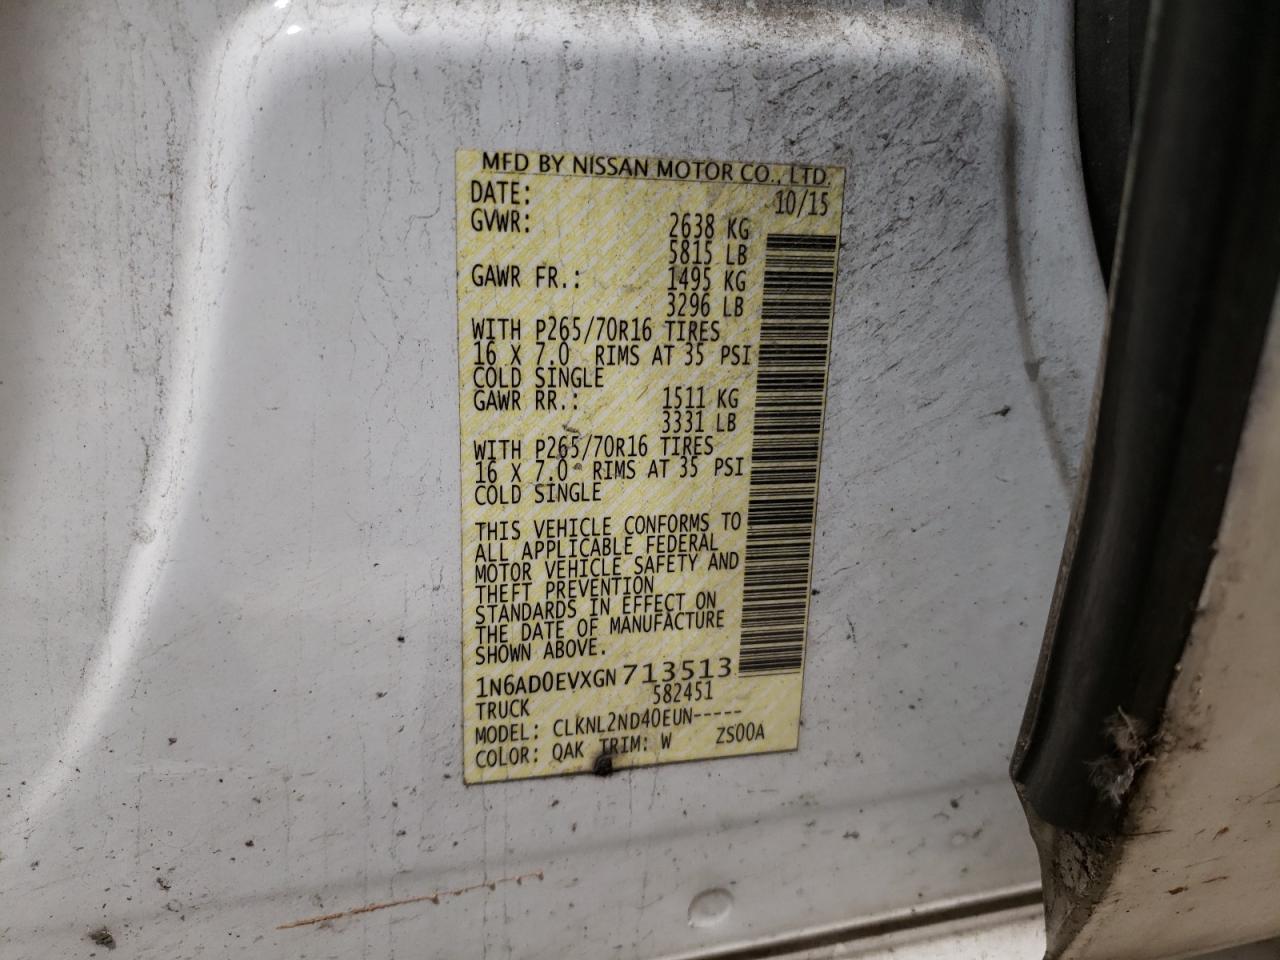 MFD BY NISSAN MOTOR CO., LTD.
DATE: 10/15
GVWR: 2638 KG
5815 LB
GAWR FR.: 1495 KG
3296 LB
WITH P265/70R16 TIRES
16 X 7.0 RIMS AT 35 PSI
COLD SINGLE
GAWR RR.: 1511 KG
3331 LB
WITH P265/70R16 TIRES
16 X 7.0 RIMS AT 35 PSI
COLD SINGLE
THIS VEHICLE CONFORMS TO
ALL APPLICABLE FEDERAL
MOTOR VEHICLE SAFETY AND
THEFT PREVENTION
STANDARDS IN EFFECT ON
THE DATE OF MANUFACTURE
SHOWN ABOVE.
1N6AD0EVXGN713513
TRUCK 582451
MODEL: CLKNL2ND40EUN-----
COLOR: QAK TRIM: W ZS00A